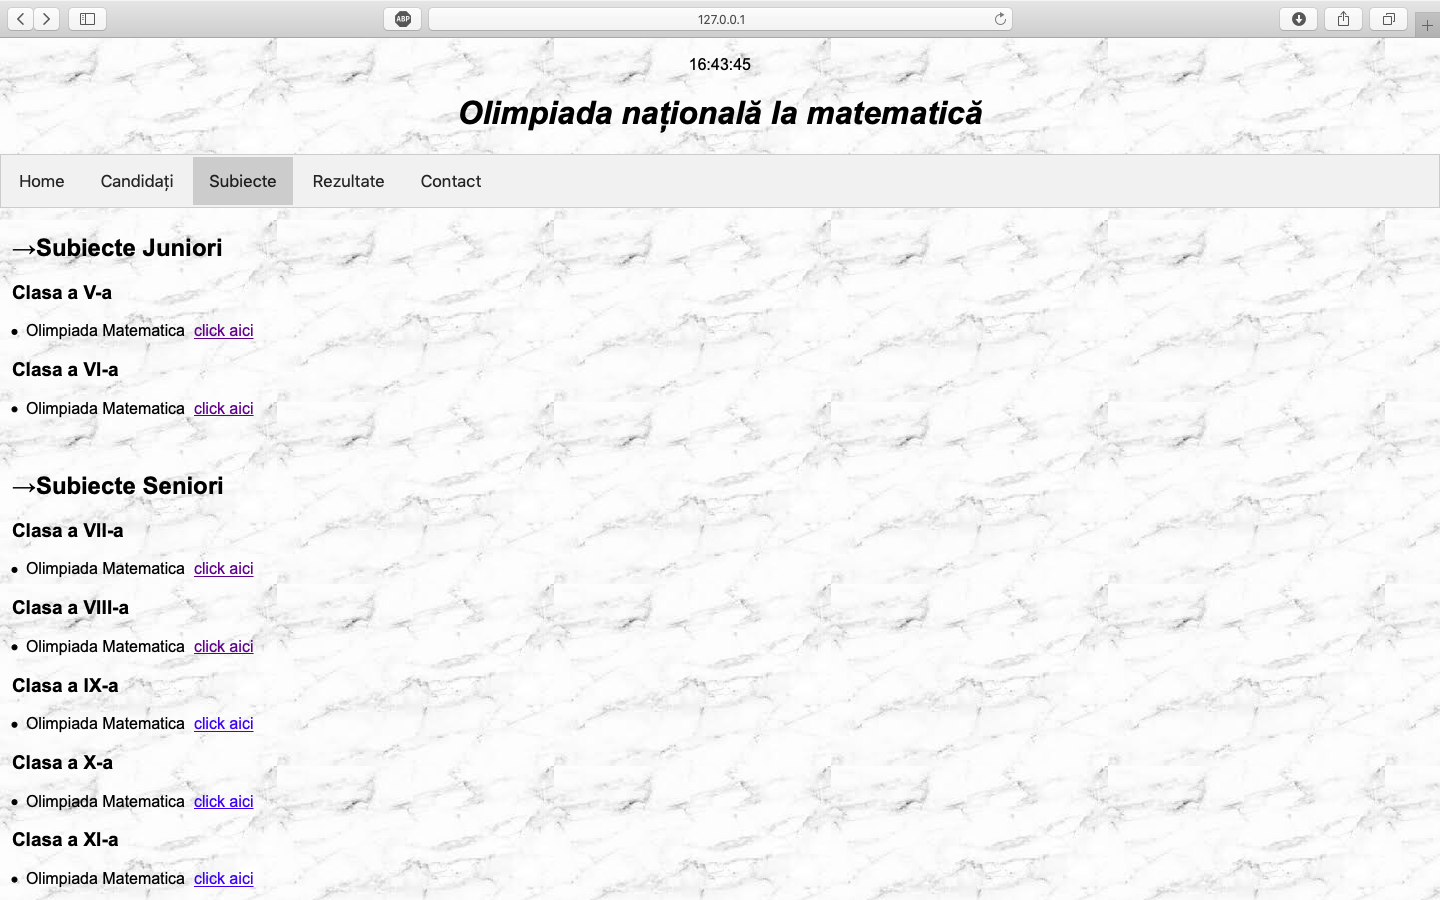 ABP
127.0.0.1
16:43:45
Olimpiada națională la matematică
Home Candidați Subiecte Rezultate Contact
→Subiecte Juniori
Clasa a V-a
• Olimpiada Matematica click aici
Clasa a VI-a
• Olimpiada Matematica click aici
→Subiecte Seniori
Clasa a VII-a
• Olimpiada Matematica click aici
Clasa a VIII-a
• Olimpiada Matematica click aici
Clasa a IX-a
• Olimpiada Matematica click aici
Clasa a X-a
• Olimpiada Matematica click aici
Clasa a XI-a
• Olimpiada Matematica click aici